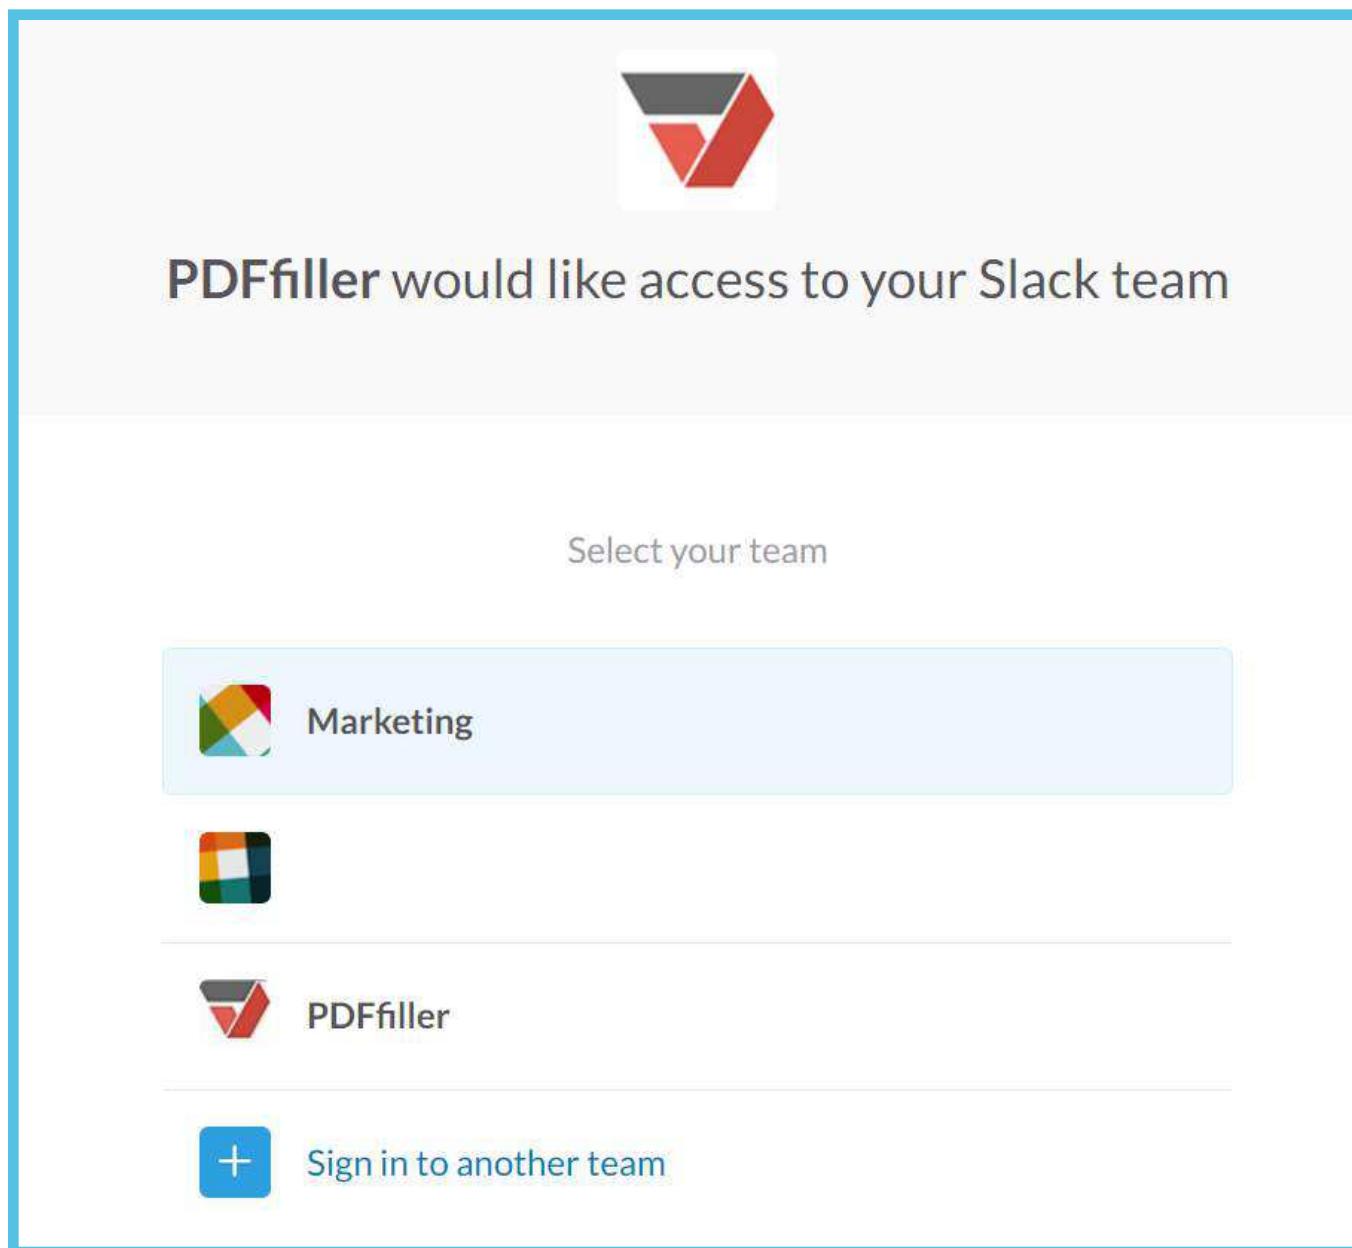 PDFfiller would like access to your Slack team
Select your team
Marketing
PDFfiller
Sign in to another team